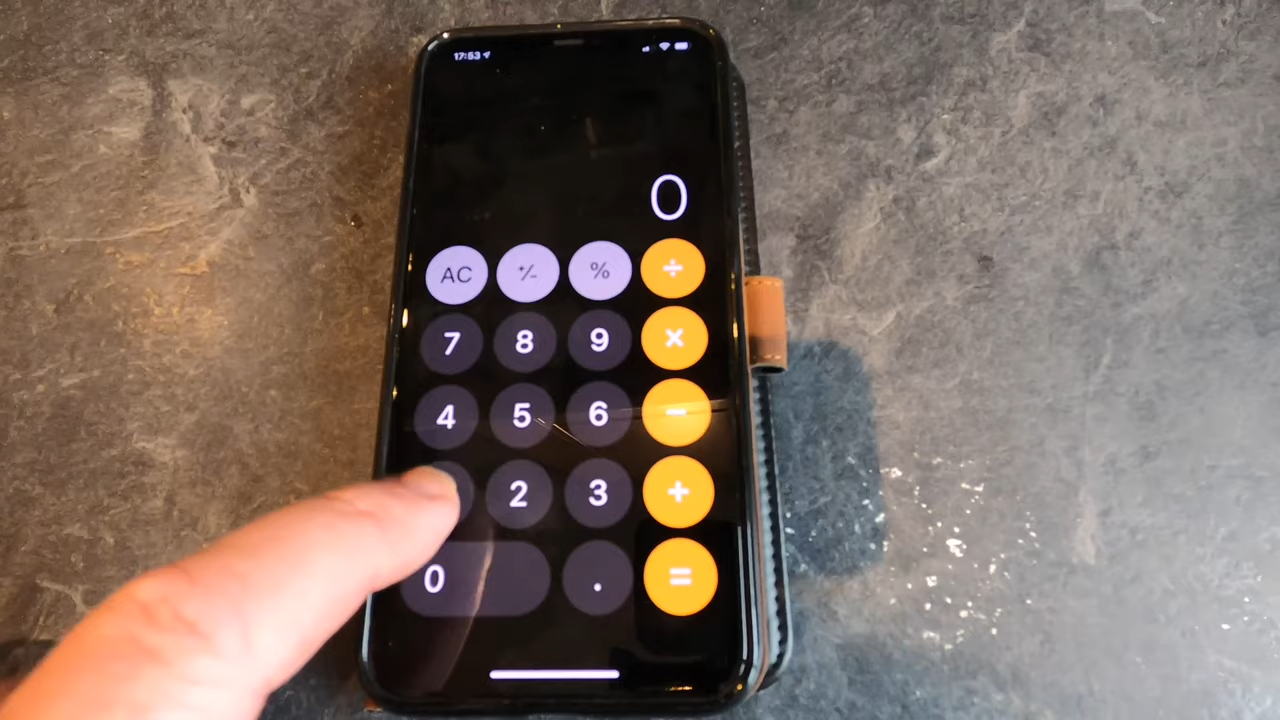 17:53
0
AC +/- % ÷
7 8 9 ×
4 5 6 −
2 3 +
0 . =